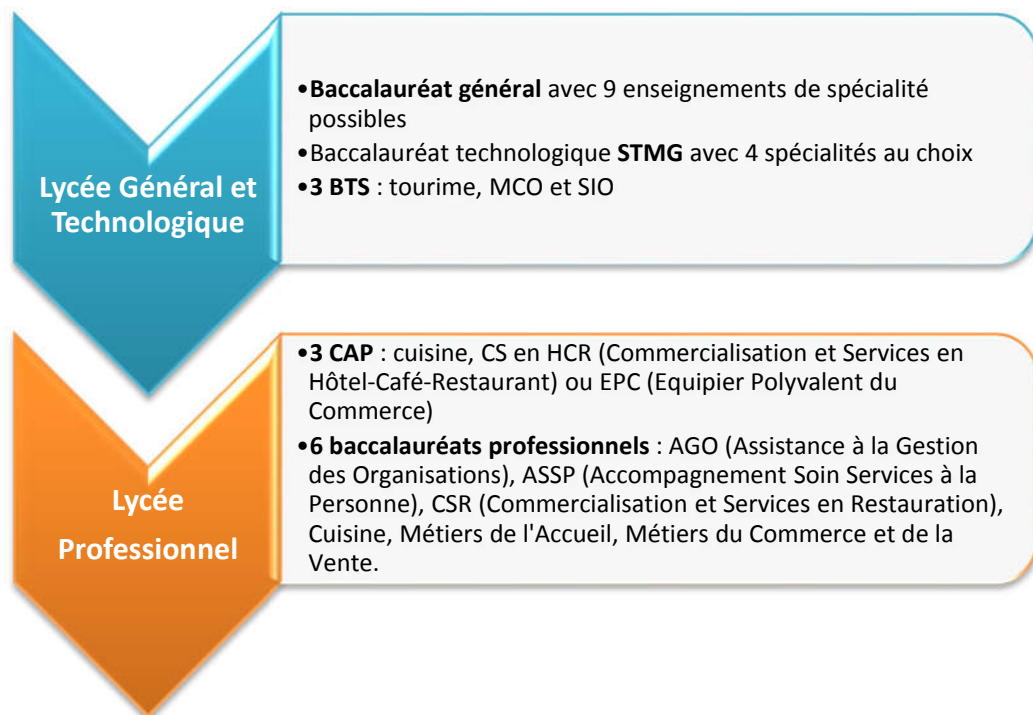 Lycée Général et
Technologique
•Baccalauréat général avec 9 enseignements de spécialité
possibles
•Baccalauréat technologique STMG avec 4 spécialités au choix
•3 BTS : tourime, MCO et SIO
Lycée
Professionnel
•3 CAP : cuisine, CS en HCR (Commercialisation et Services en
Hôtel-Café-Restaurant) ou EPC (Equipier Polyvalent du
Commerce)
•6 baccalauréats professionnels : AGO (Assistance à la Gestion
des Organisations), ASSP (Accompagnement Soin Services à la
Personne), CSR (Commercialisation et Services en Restauration),
Cuisine, Métiers de l'Accueil, Métiers du Commerce et de la
Vente.